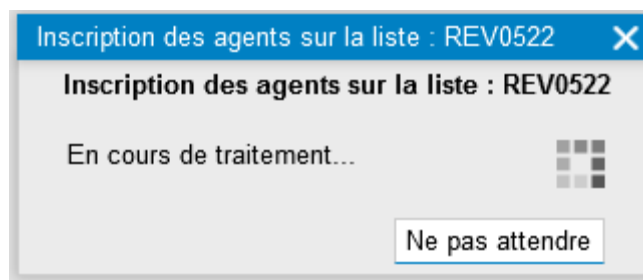 Inscription des agents sur la liste : REV0522
Inscription des agents sur la liste : REV0522
En cours de traitement...
Ne pas attendre